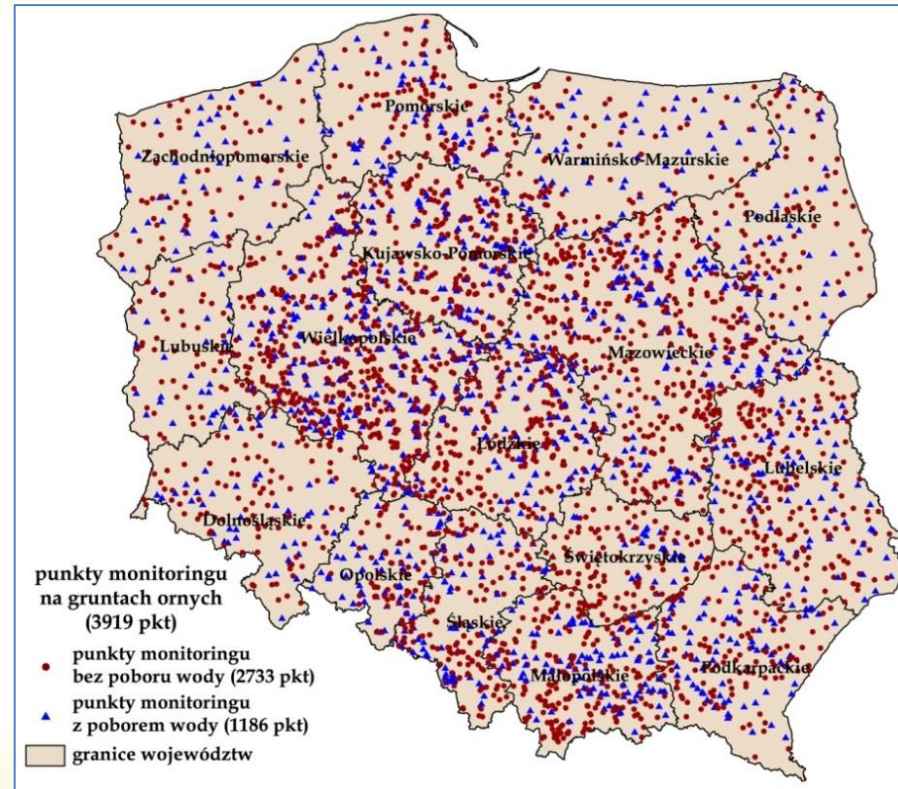 Pomorskie
Zachodniopomorskie
Warmińsko-Mazurskie
Podlaskie
Kujawsko-Pomorskie
Lubuskie
Wielkopolskie
Mazowieckie
Łódzkie
Lubelskie
Dolnośląskie
Opolskie
Świętokrzyskie
Śląskie
Małopolskie
Podkarpackie
punkty monitoringu
na gruntach ornych
(3919 pkt)
punkty monitoringu
bez poboru wody (2733 pkt)
punkty monitoringu
z poborem wody (1186 pkt)
granice województw